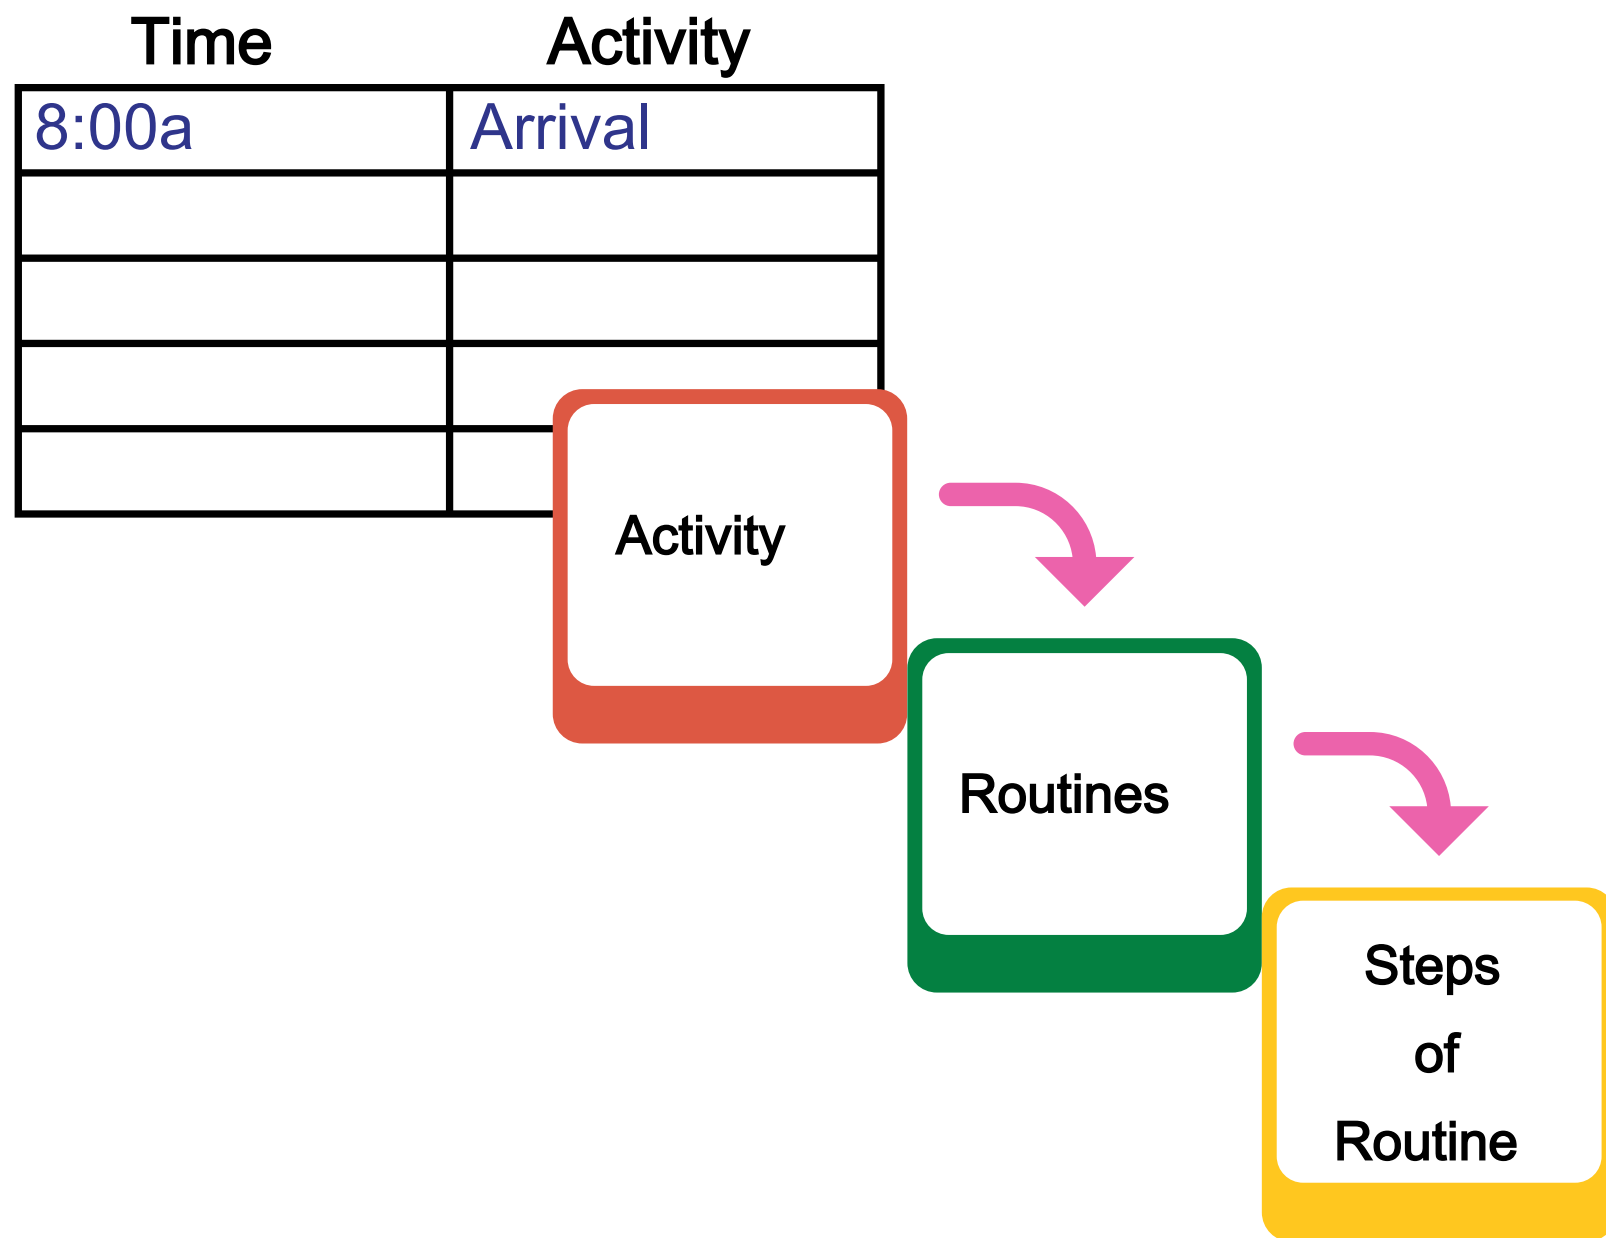 Time Activity
8:00a Arrival
Activity
Routines
Steps
of
Routine